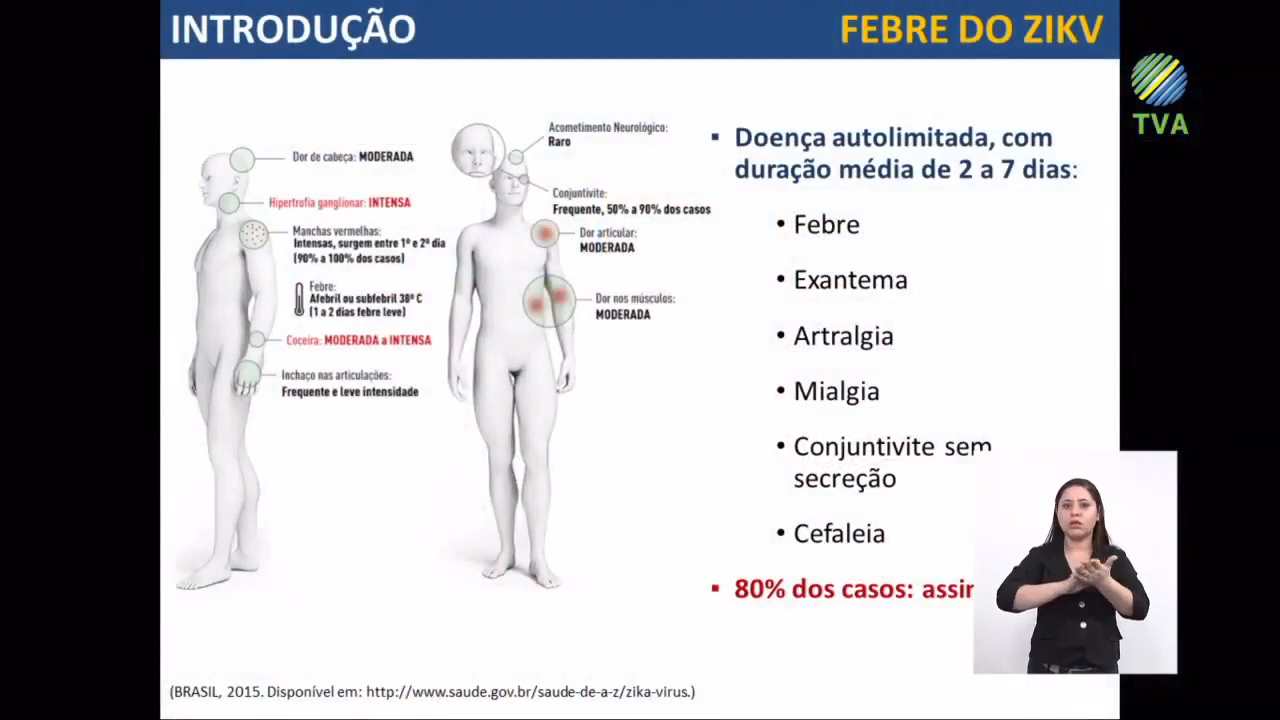 INTRODUÇÃO
FEBRE DO ZIKV
TVA
Dor de cabeça: MODERADA
Hipertrofia ganglionar: INTENSA
Manchas vermelhas:
Intensas, surgem entre 1º e 2º dia
(90% a 100% dos casos)
Febre:
Afebril ou subfebril 38º C
(1 a 2 dias febre leve)
Coceira: MODERADA a INTENSA
Inchaço nas articulações:
Frequente e leve intensidade
Acometimento Neurológico:
Raro
Conjuntivite:
Frequente, 50% a 90% dos casos
Dor articular:
MODERADA
Dor nos músculos:
MODERADA
▪ Doença autolimitada, com
duração média de 2 a 7 dias:
• Febre
• Exantema
• Artralgia
• Mialgia
• Conjuntivite sem
secreção
• Cefaleia
▪ 80% dos casos:
(BRASIL, 2015. Disponível em: http://www.saude.gov.br/saude-de-a-z/zika-virus.)